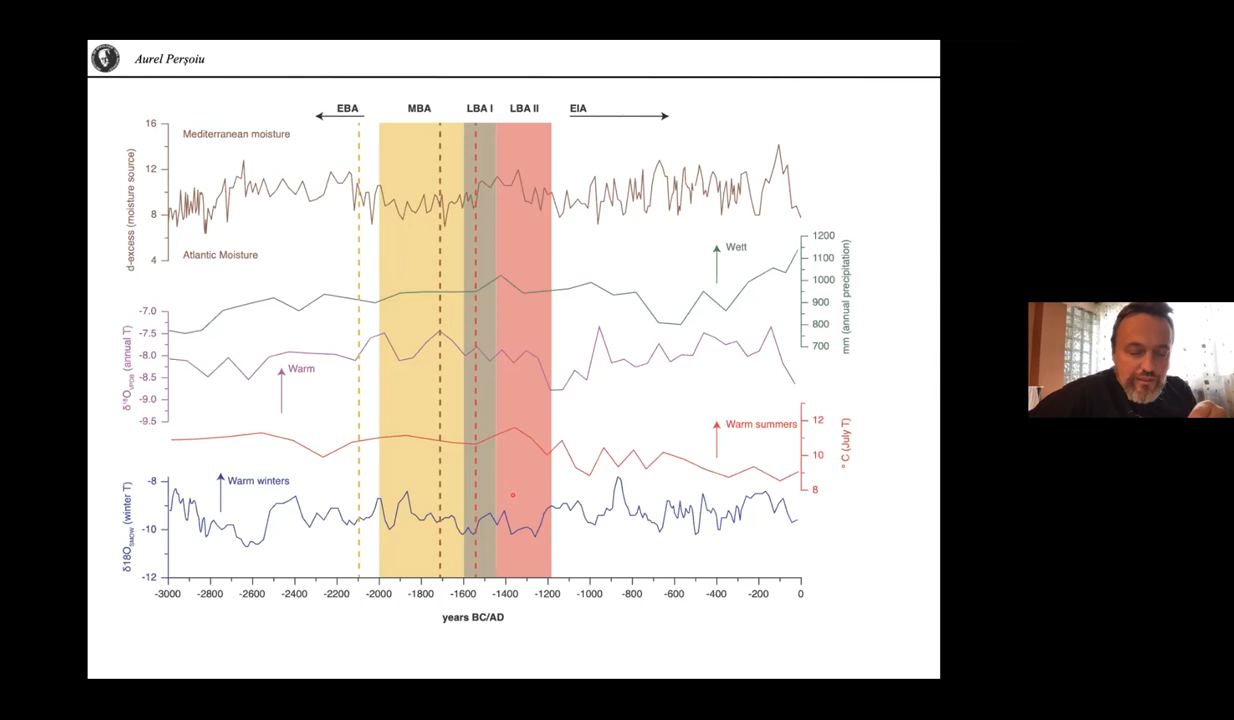 Aurel Perșoiu
EBA
MBA
LBA I
LBA II
EIA
Mediterranean moisture
16
12
8
4
d-excess (moisture source)
Atlantic Moisture
Wett
1200
1100
1000
900
800
700
mm (annual precipitation)
-7.0
-7.5
-8.0
-8.5
-9.0
-9.5
δ18OVPDB (annual T)
Warm
Warm summers
12
10
8
° C (July T)
Warm winters
-8
-10
-12
δ18OSMOW (winter T)
-3000 -2800 -2600 -2400 -2200 -2000 -1800 -1600 -1400 -1200 -1000 -800 -600 -400 -200 0
years BC/AD